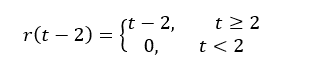 r(t − 2) = { t − 2, t ≥ 2
0, t < 2